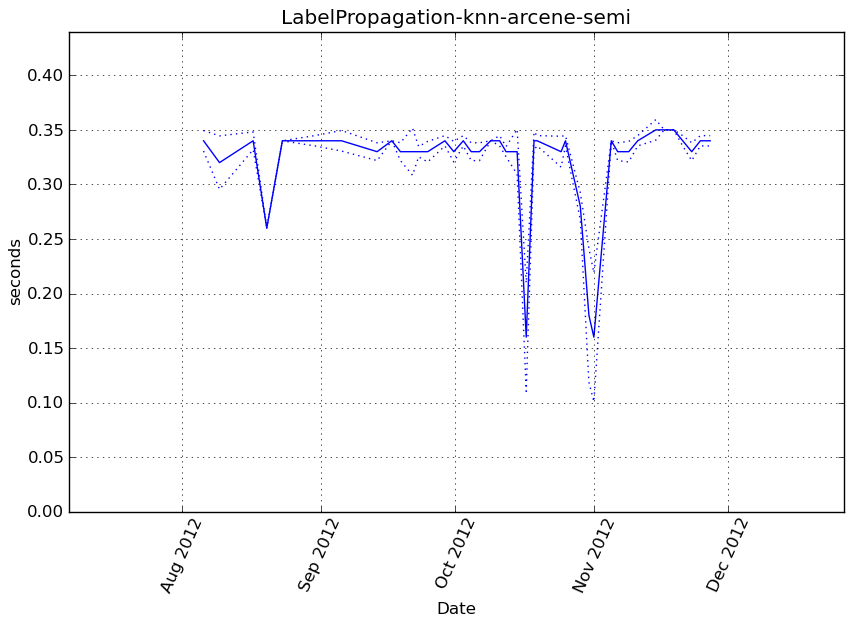 LabelPropagation-knn-arcene-semi
0.40
0.35
0.30
0.25
0.20
0.15
0.10
0.05
0.00
seconds
Aug 2012
Sep 2012
Oct 2012
Nov 2012
Dec 2012
Date